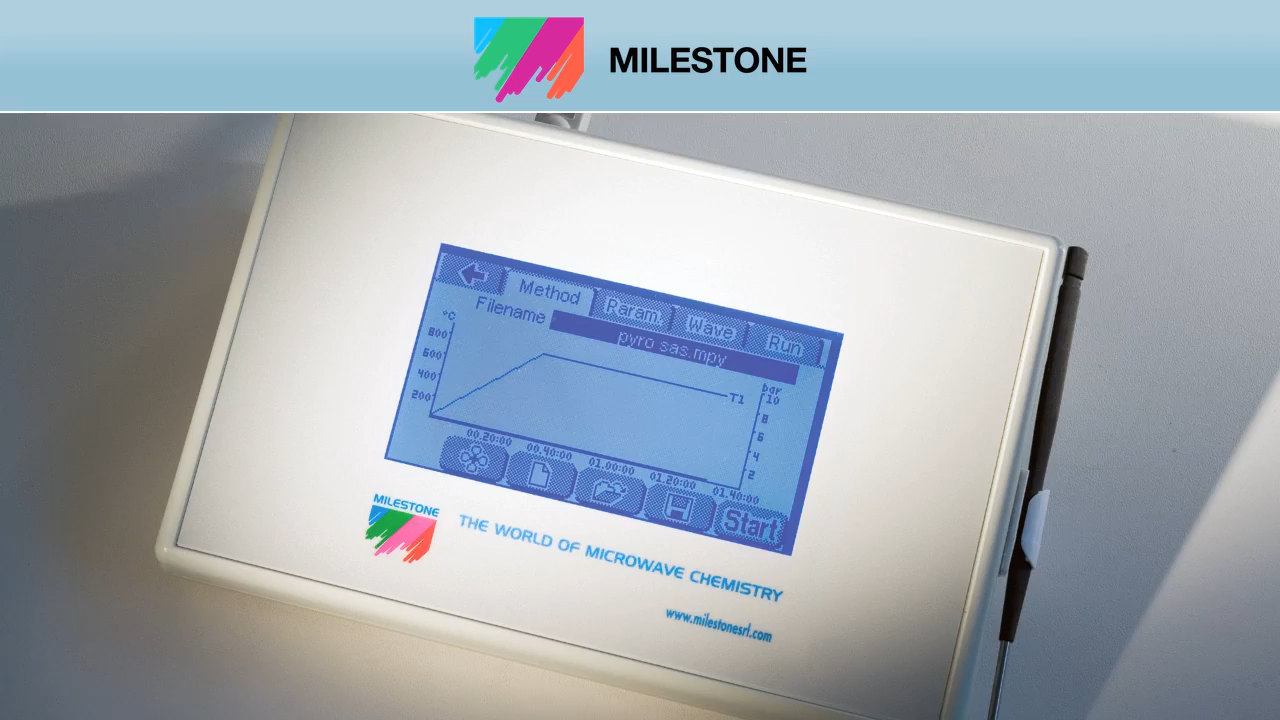 MILESTONE
Method Param. Wave Run
Filename pyro sas.mpy
°C
800
600
400
200
T1
bar
10
8
6
4
2
00.20:00 00.40:00 01.00:00 01.20:00 01.40:00
Start
MILESTONE
THE WORLD OF MICROWAVE CHEMISTRY
www.milestonesrl.com